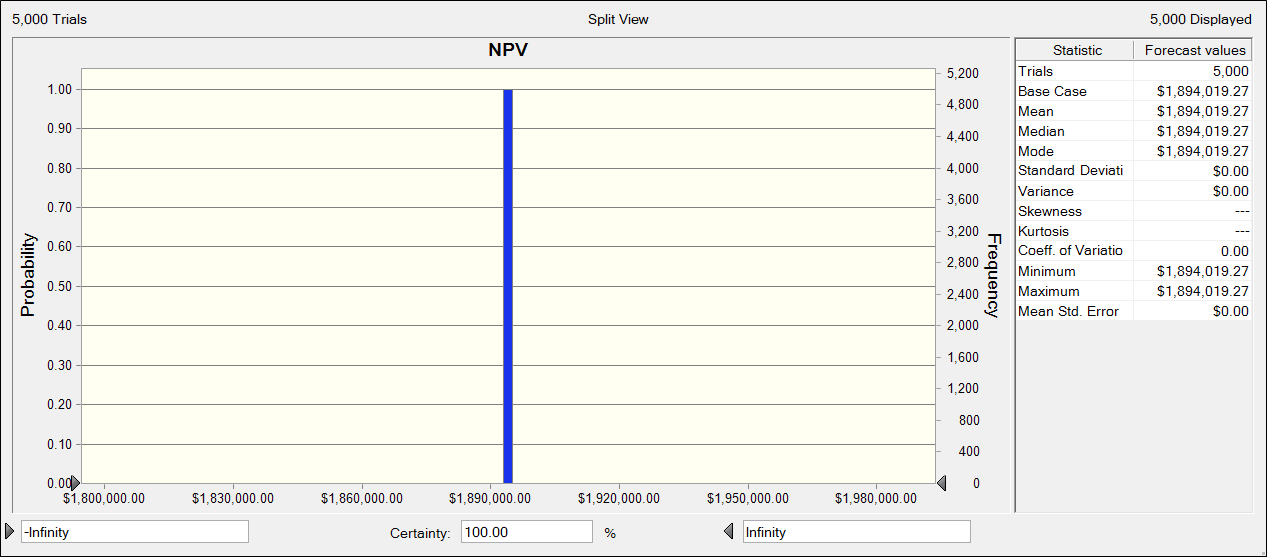 5,000 Trials Split View 5,000 Displayed
NPV
Probability
1.00
0.90
0.80
0.70
0.60
0.50
0.40
0.30
0.20
0.10
0.00
$1,800,000.00 $1,830,000.00 $1,860,000.00 $1,890,000.00 $1,920,000.00 $1,950,000.00 $1,980,000.00
5,200
4,800
4,400
4,000
3,600
3,200
2,800
2,400
2,000
1,600
1,200
800
400
0
Frequency
Statistic Forecast values
Trials 5,000
Base Case $1,894,019.27
Mean $1,894,019.27
Median $1,894,019.27
Mode $1,894,019.27
Standard Deviati $0.00
Variance $0.00
Skewness ---
Kurtosis ---
Coeff. of Variatio 0.00
Minimum $1,894,019.27
Maximum $1,894,019.27
Mean Std. Error $0.00
-Infinity Certainty: 100.00 % Infinity